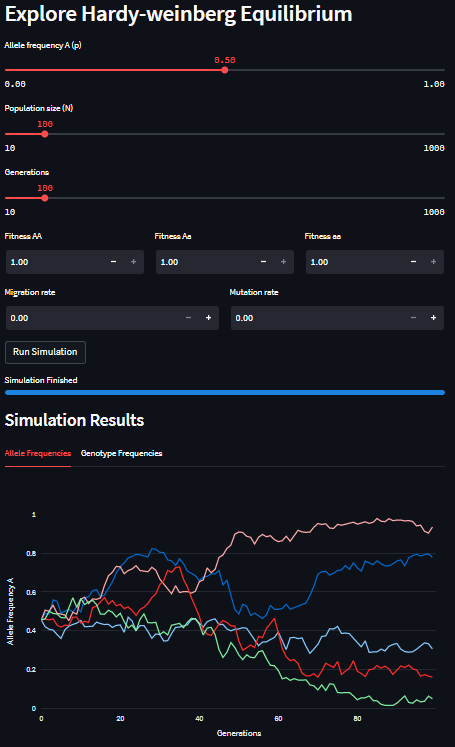 Explore Hardy-weinberg Equilibrium
Allele frequency A (p)
0.50
0.00 1.00
Population size (N)
100
10 1000
Generations
100
10 1000
Fitness AA Fitness Aa Fitness aa
1.00 − + 1.00 − + 1.00 − +
Migration rate Mutation rate
0.00 − + 0.00 − +
Run Simulation
Simulation Finished
Simulation Results
Allele Frequencies Genotype Frequencies
1
0.8
0.6
0.4
0.2
0
Allele Frequency A
0 20 40 60 80
Generations